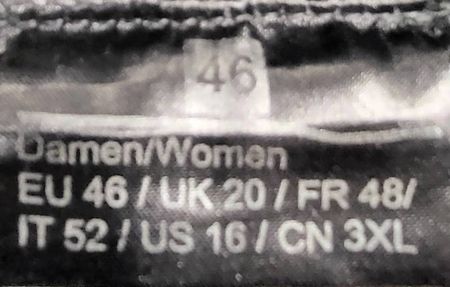 46
Damen/Women
EU 46 / UK 20 / FR 48/
IT 52 / US 16 / CN 3XL